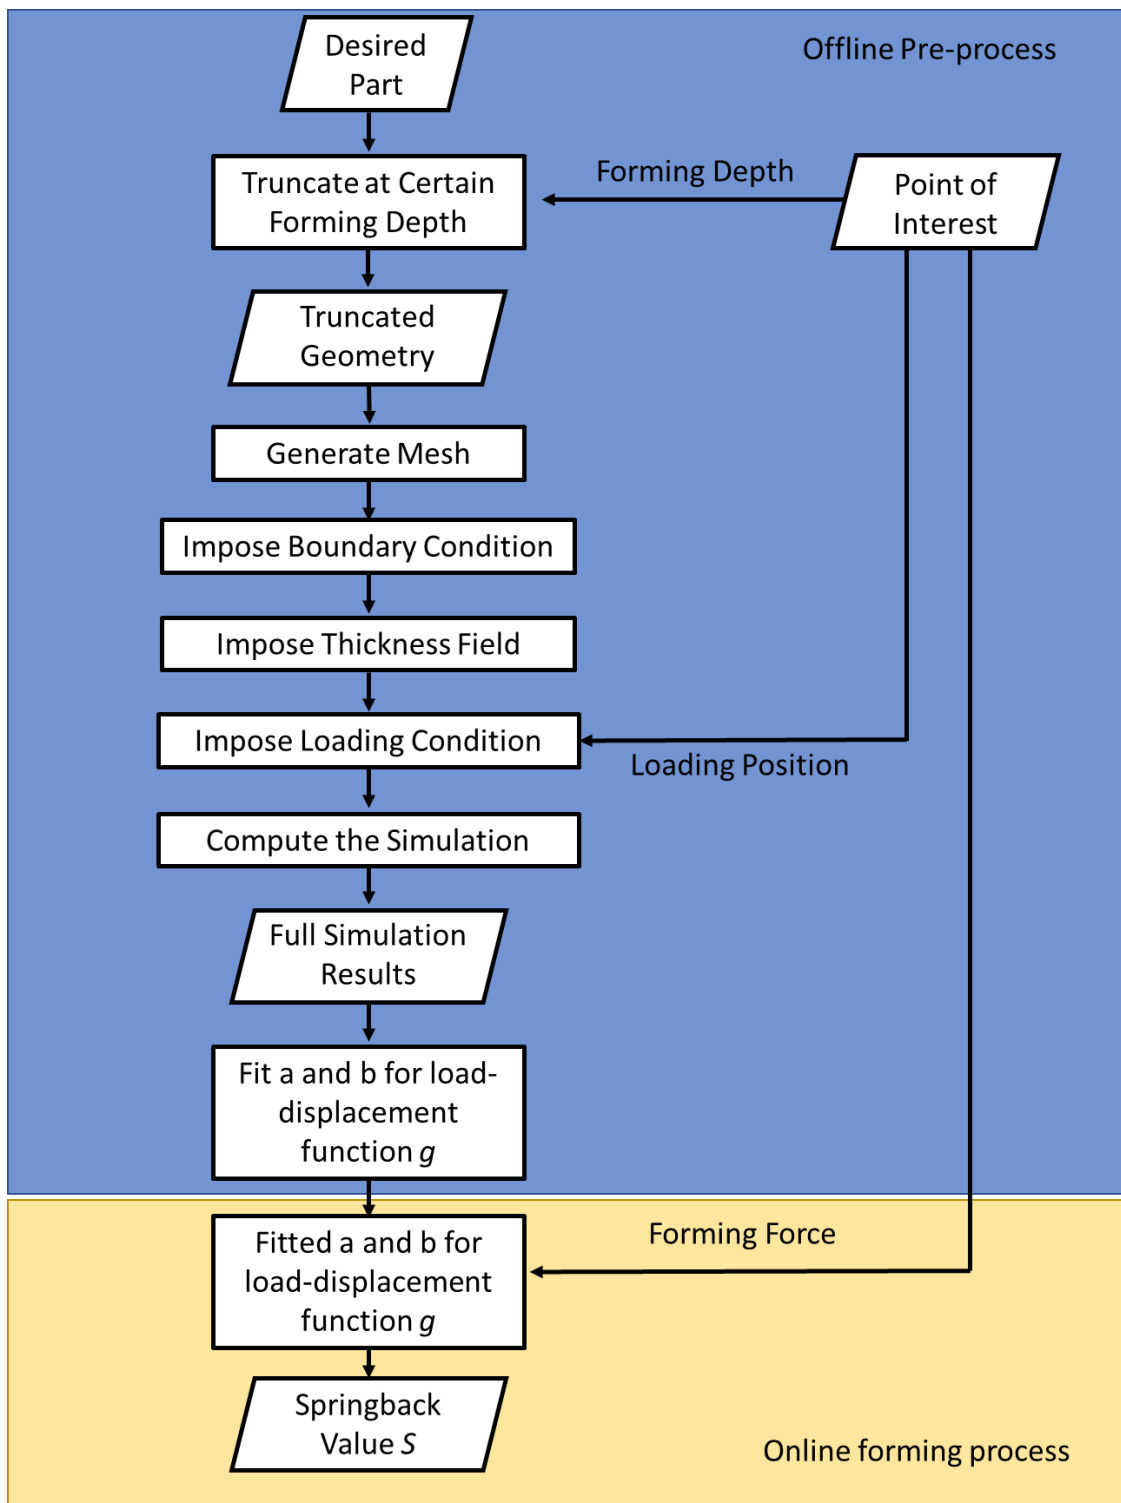 Desired
Part
Offline Pre-process
Truncate at Certain
Forming Depth
Forming Depth
Point of
Interest
Truncated
Geometry
Generate Mesh
Impose Boundary Condition
Impose Thickness Field
Impose Loading Condition
Loading Position
Compute the Simulation
Full Simulation
Results
Fit a and b for load-
displacement
function g
Fitted a and b for
load-displacement
function g
Forming Force
Springback
Value S
Online forming process